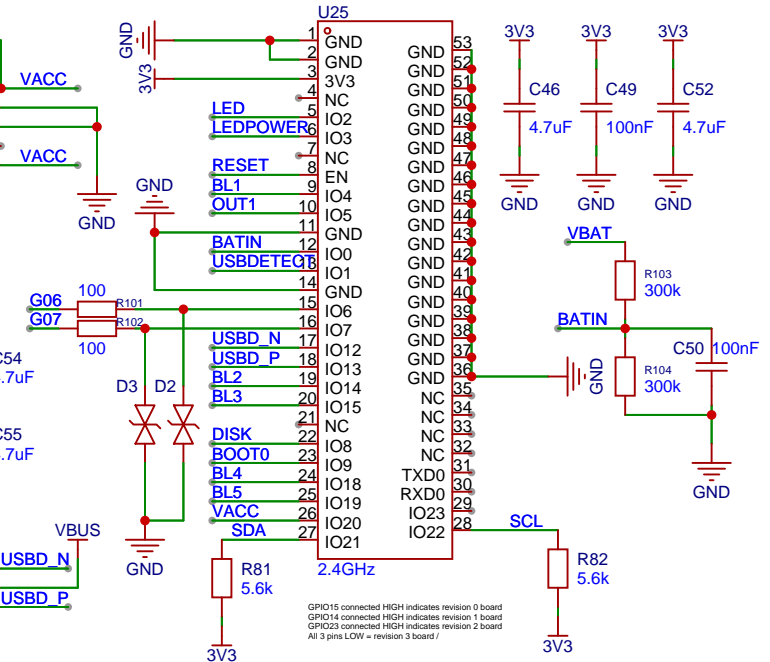 U25
GND
1
GND
2
GND
3V3
3
3V3
4
NC
LED
5
IO2
LEDPOWER
6
IO3
7
NC
RESET
8
EN
BL1
9
IO4
OUT1
10
IO5
GND
11
GND
BATIN
12
IO0
USBDETECT
13
IO1
14
GND
G06
100
R101
15
IO6
G07
100
R102
16
IO7
USBD_N
17
IO12
USBD_P
18
IO13
BL2
19
IO14
BL3
20
IO15
21
NC
DISK
22
IO8
BOOT0
23
IO9
BL4
24
IO18
BL5
25
IO19
VACC
26
IO20
SDA
27
IO21
2.4GHz
53
GND
52
GND
51
GND
50
GND
49
GND
48
GND
47
GND
46
GND
45
GND
44
GND
43
GND
42
GND
41
GND
40
GND
39
GND
38
GND
37
GND
36
GND
35
NC
34
NC
33
NC
32
NC
31
TXD0
30
RXD0
29
IO23
28
IO22
SCL
GND
VACC
VACC
GND
D3
D2
GND
C54
.7uF
C55
.7uF
VBUS
USBD_N
USBD_P
R81
5.6k
3V3
R82
5.6k
3V3
3V3
C46
4.7uF
GND
3V3
C49
100nF
GND
3V3
C52
4.7uF
GND
VBAT
R103
300k
BATIN
R104
300k
C50
100nF
GND
GPIO15 connected HIGH indicates revision 0 board
GPIO14 connected HIGH indicates revision 1 board
GPIO23 connected HIGH indicates revision 2 board
All 3 pins LOW = revision 3 board /